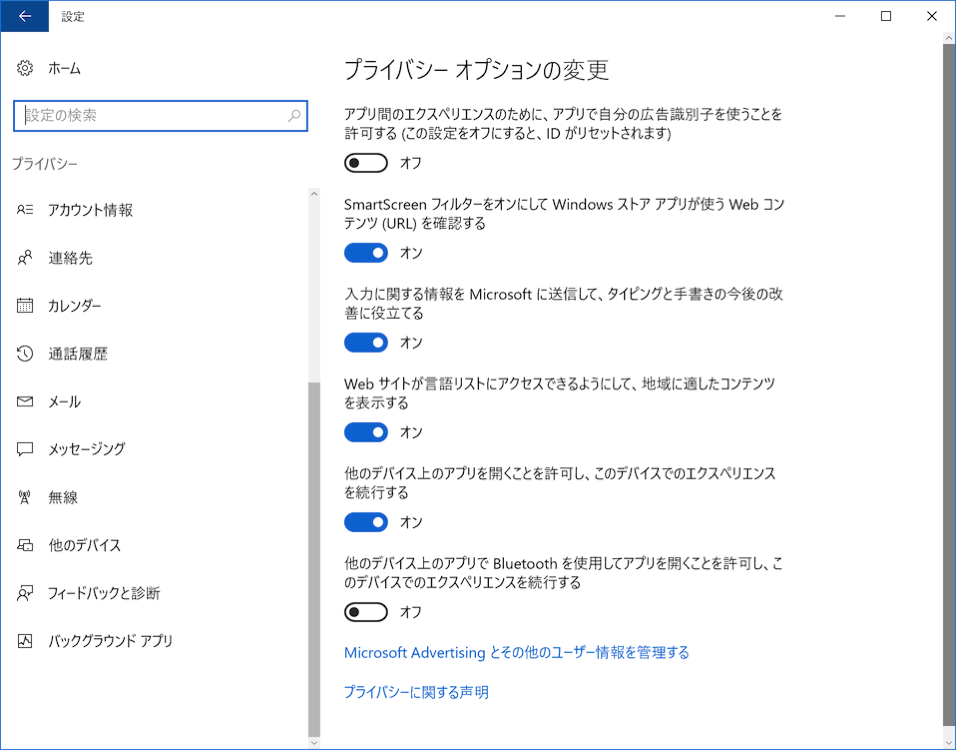 設定
ホーム
設定の検索
プライバシー
アカウント情報
連絡先
カレンダー
通話履歴
メール
メッセージング
無線
他のデバイス
フィードバックと診断
バックグラウンド アプリ
プライバシー オプションの変更
アプリ間のエクスペリエンスのために、アプリで自分の広告識別子を使うことを
許可する (この設定をオフにすると、ID がリセットされます)
オフ
SmartScreen フィルターをオンにして Windows ストア アプリが使う Web コン
テンツ (URL) を確認する
オン
入力に関する情報を Microsoft に送信して、タイピングと手書きの今後の改
善に役立てる
オン
Web サイトが言語リストにアクセスできるようにして、地域に適したコンテンツ
を表示する
オン
他のデバイス上のアプリを開くことを許可し、このデバイスでのエクスペリエンス
を続行する
オン
他のデバイス上のアプリで Bluetooth を使用してアプリを開くことを許可し、こ
のデバイスでのエクスペリエンスを続行する
オフ
Microsoft Advertising とその他のユーザー情報を管理する
プライバシーに関する声明